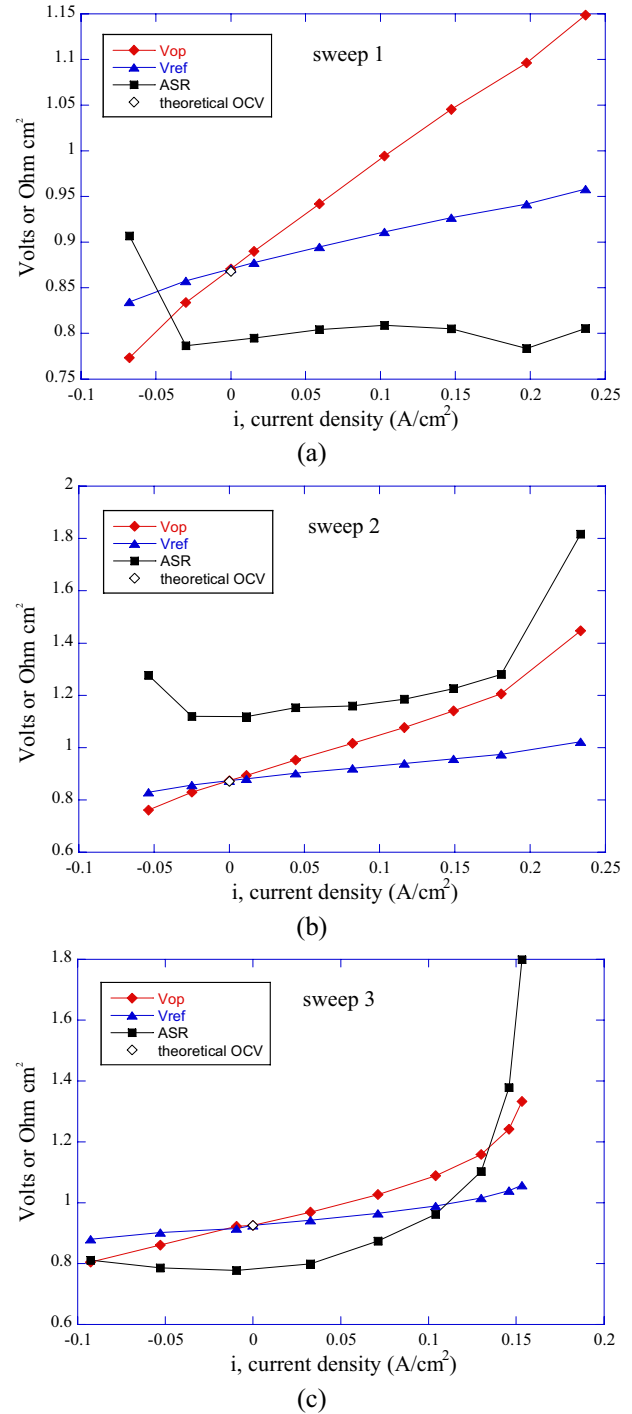 1.15
1.1
1.05
1
0.95
0.9
0.85
0.8
0.75
Volts or Ohm cm²
Vop
Vref
ASR
theoretical OCV
sweep 1
-0.1 -0.05 0 0.05 0.1 0.15 0.2 0.25
i, current density (A/cm²)
(a)
2
1.8
1.6
1.4
1.2
1
0.8
0.6
Volts or Ohm cm²
Vop
Vref
ASR
theoretical OCV
sweep 2
-0.1 -0.05 0 0.05 0.1 0.15 0.2 0.25
i, current density (A/cm²)
(b)
1.8
1.6
1.4
1.2
1
0.8
0.6
Volts or Ohm cm²
Vop
Vref
ASR
theoretical OCV
sweep 3
-0.1 -0.05 0 0.05 0.1 0.15 0.2
i, current density (A/cm²)
(c)